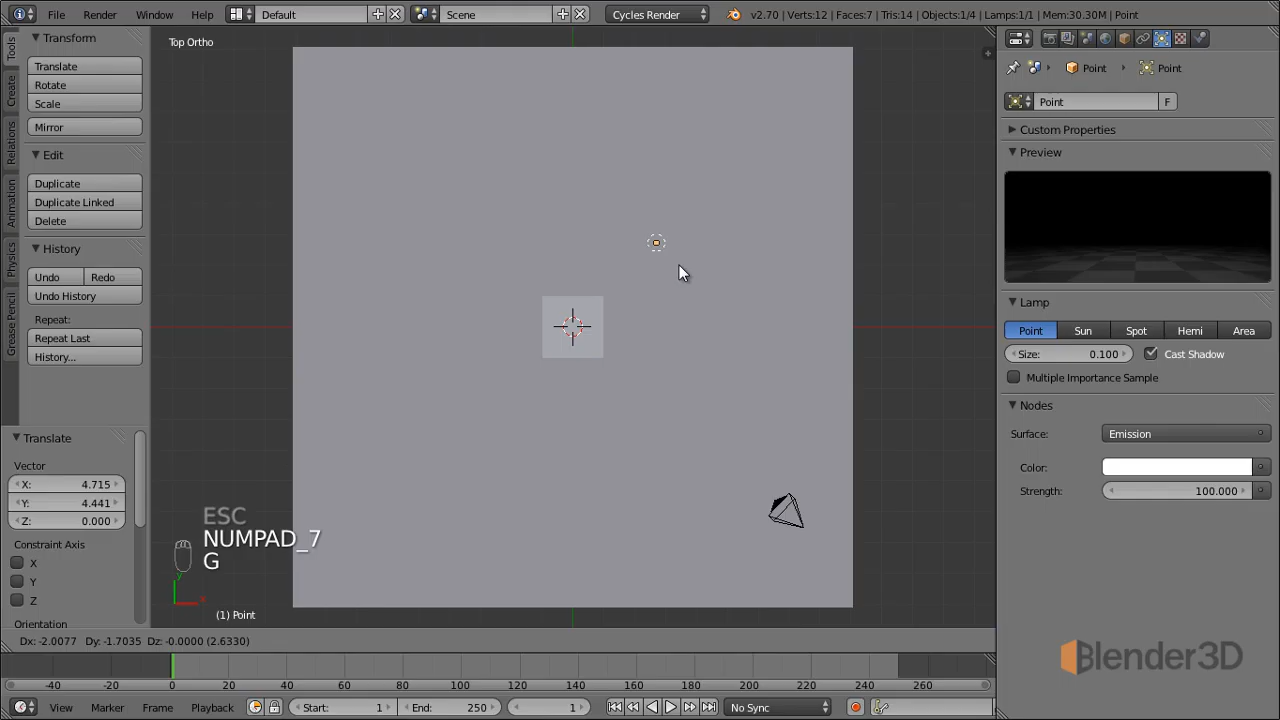 File Render Window Help Default Scene Cycles Render v2.70 | Verts:12 | Faces:7 | Tris:14 | Objects:1/4 | Lamps:1/1 | Mem:30.30M | Point
Tools
Create
Relations
Animation
Physics
Grease Pencil
Transform
Translate
Rotate
Scale
Mirror
Edit
Duplicate
Duplicate Linked
Delete
History
Undo Redo
Undo History
Repeat:
Repeat Last
History...
Translate
Vector
X: 4.715
Y: 4.441
Z: 0.000
Constraint Axis
X
Y
Z
Orientation
Top Ortho
ESC
NUMPAD_7
G
y
x
(1) Point
Dx: -2.0077 Dy: -1.7035 Dz: -0.0000 (2.6330)
Point Point
Point F
Custom Properties
Preview
Lamp
Point Sun Spot Hemi Area
Size: 0.100 Cast Shadow
Multiple Importance Sample
Nodes
Surface: Emission
Color:
Strength: 100.000
Blender3D
-40 -20 0 20 40 60 80 100 120 140 160 180 200 220 240 260
View Marker Frame Playback Start: 1 End: 250 1 No Sync